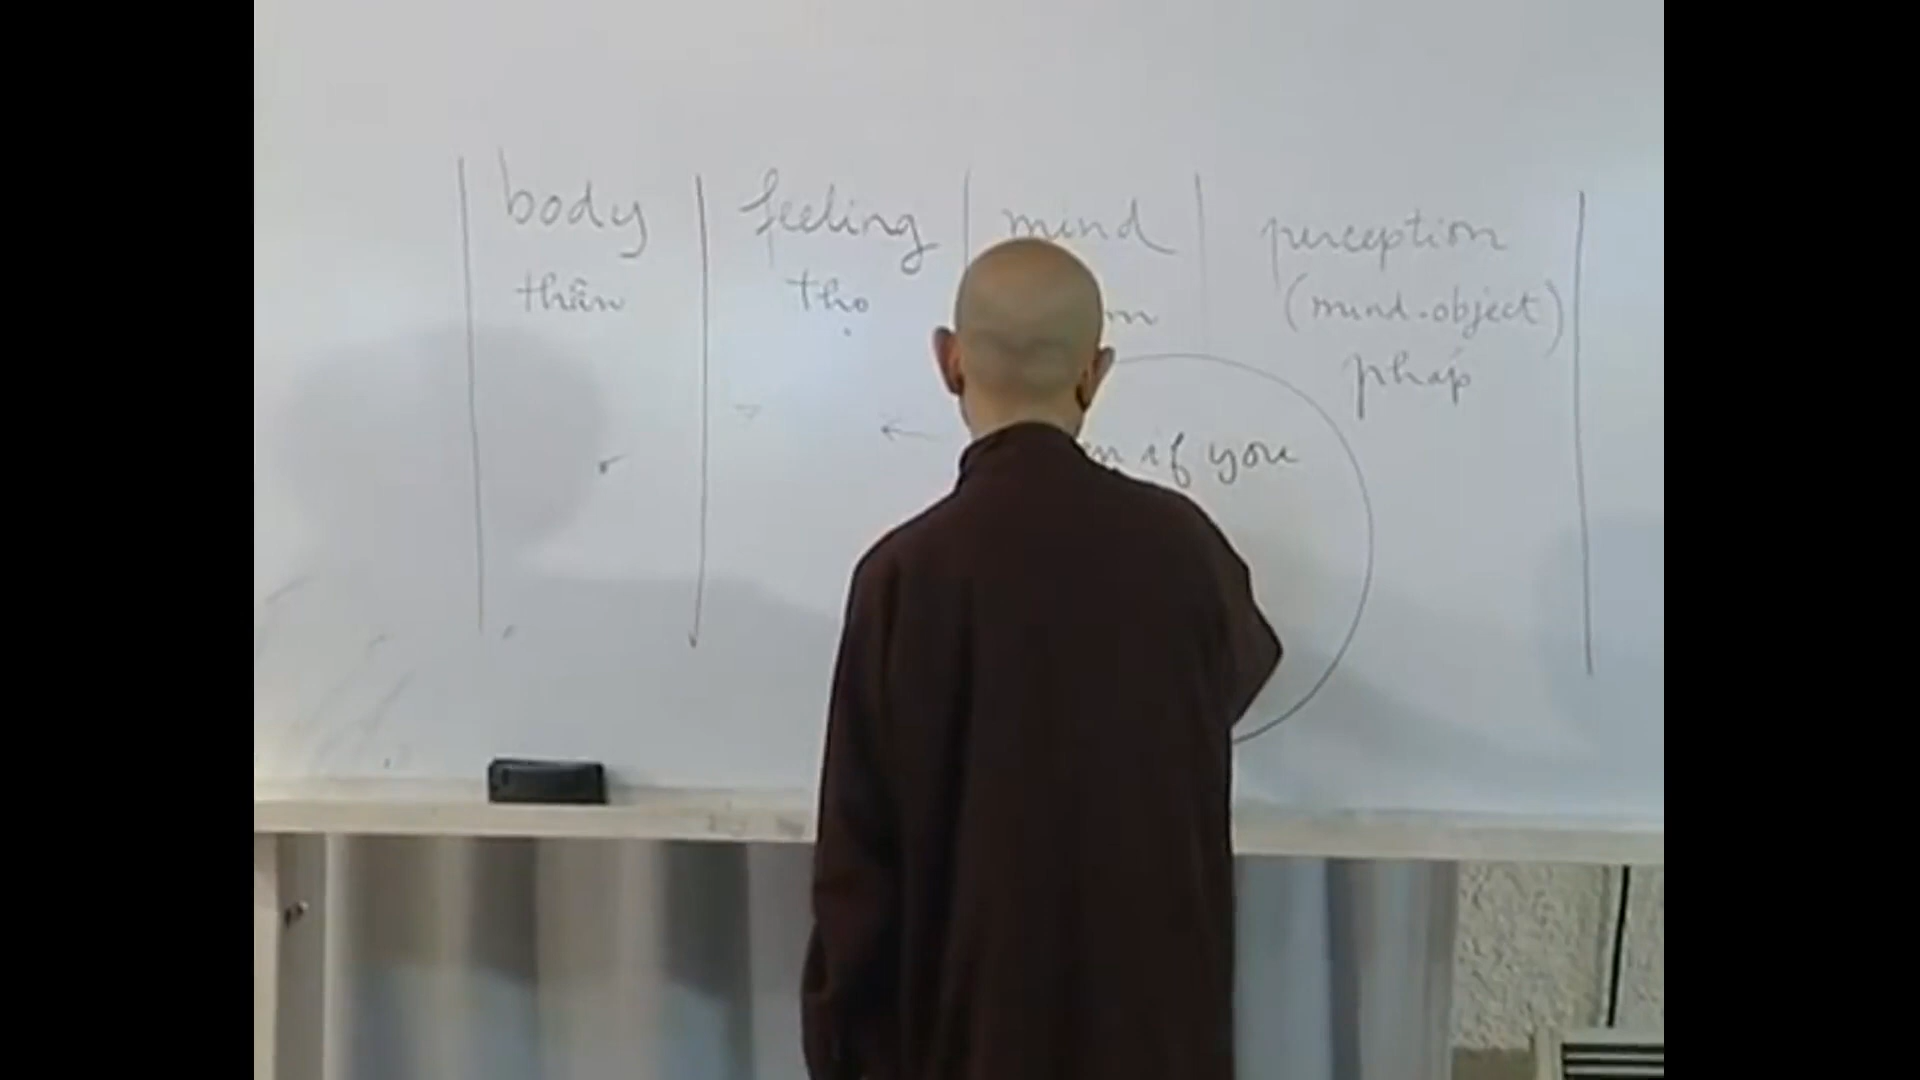 body feeling mind perception
thân thọ (mind-object)
pháp
if you